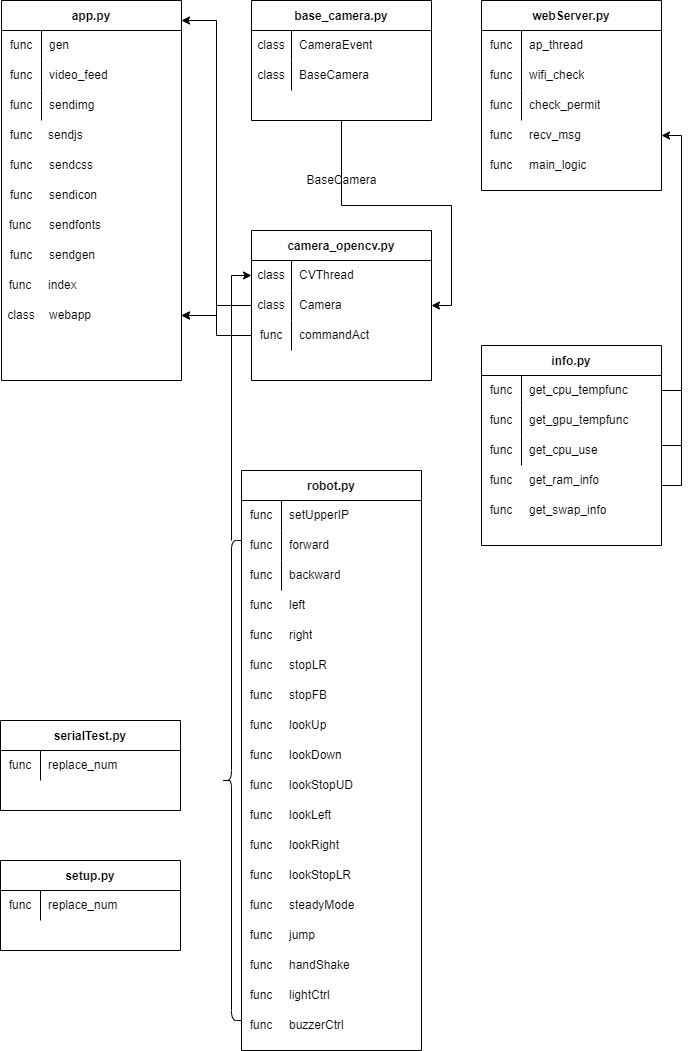 app.py
func gen
func video_feed
func sendimg
func sendjs
func sendcss
func sendicon
func sendfonts
func sendgen
func index
class webapp
base_camera.py
class CameraEvent
class BaseCamera
BaseCamera
camera_opencv.py
class CVThread
class Camera
func commandAct
webServer.py
func ap_thread
func wifi_check
func check_permit
func recv_msg
func main_logic
info.py
func get_cpu_tempfunc
func get_gpu_tempfunc
func get_cpu_use
func get_ram_info
func get_swap_info
robot.py
func setUpperIP
func forward
func backward
func left
func right
func stopLR
func stopFB
func lookUp
func lookDown
func lookStopUD
func lookLeft
func lookRight
func lookStopLR
func steadyMode
func jump
func handShake
func lightCtrl
func buzzerCtrl
serialTest.py
func replace_num
setup.py
func replace_num